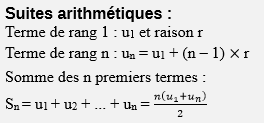 Suites arithmétiques :
Terme de rang 1 : u₁ et raison r
Terme de rang n : uₙ = u₁ + (n – 1) × r
Somme des n premiers termes :
Sₙ = u₁ + u₂ + ... + uₙ = n(u₁+uₙ)/2